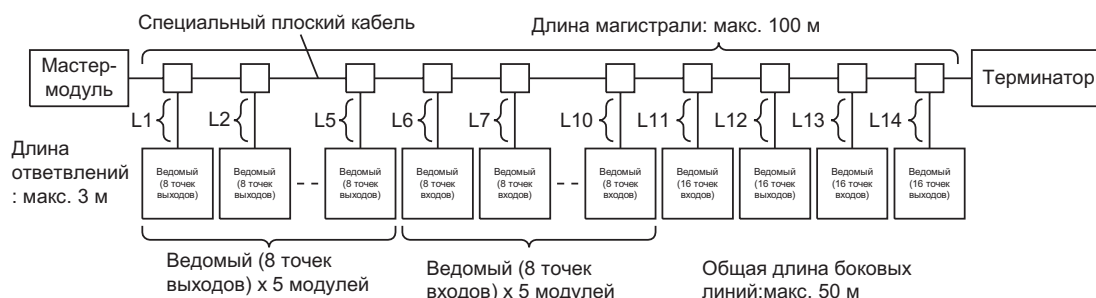 Специальный плоский кабель
Длина магистрали: макс. 100 м
Мастер-
модуль
Терминатор
L1
L2
L5
L6
L7
L10
L11
L12
L13
L14
Длина
ответвлений
: макс. 3 м
Ведомый
(8 точек
выходов)
Ведомый
(8 точек
выходов)
Ведомый
(8 точек
выходов)
Ведомый
(8 точек
входов)
Ведомый
(8 точек
входов)
Ведомый
(8 точек
входов)
Ведомый
(16 точек
входов)
Ведомый
(16 точек
выходов)
Ведомый
(16 точек
входов)
Ведомый
(16 точек
выходов)
Ведомый (8 точек
выходов) x 5 модулей
Ведомый (8 точек
входов) x 5 модулей
Общая длина боковых
линий:макс. 50 м